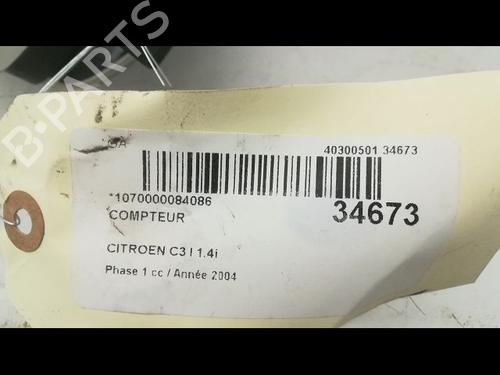 B-PARTS
40300501 34673
*1070000084086
34673
COMPTEUR
CITROEN C3 I 1.4i
Phase 1 cc / Année 2004